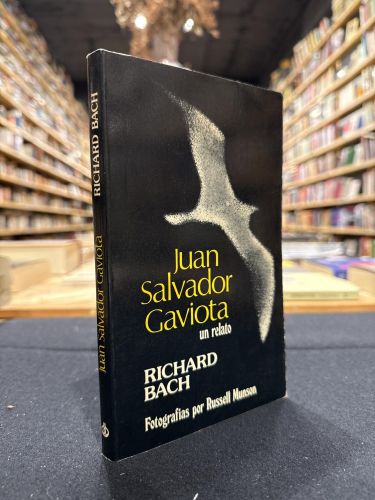 Juan
Salvador
Gaviota
un relato
RICHARD
BACH
Fotografías por Russell Munson
Juan Salvador Gaviota
RICHARD BACH